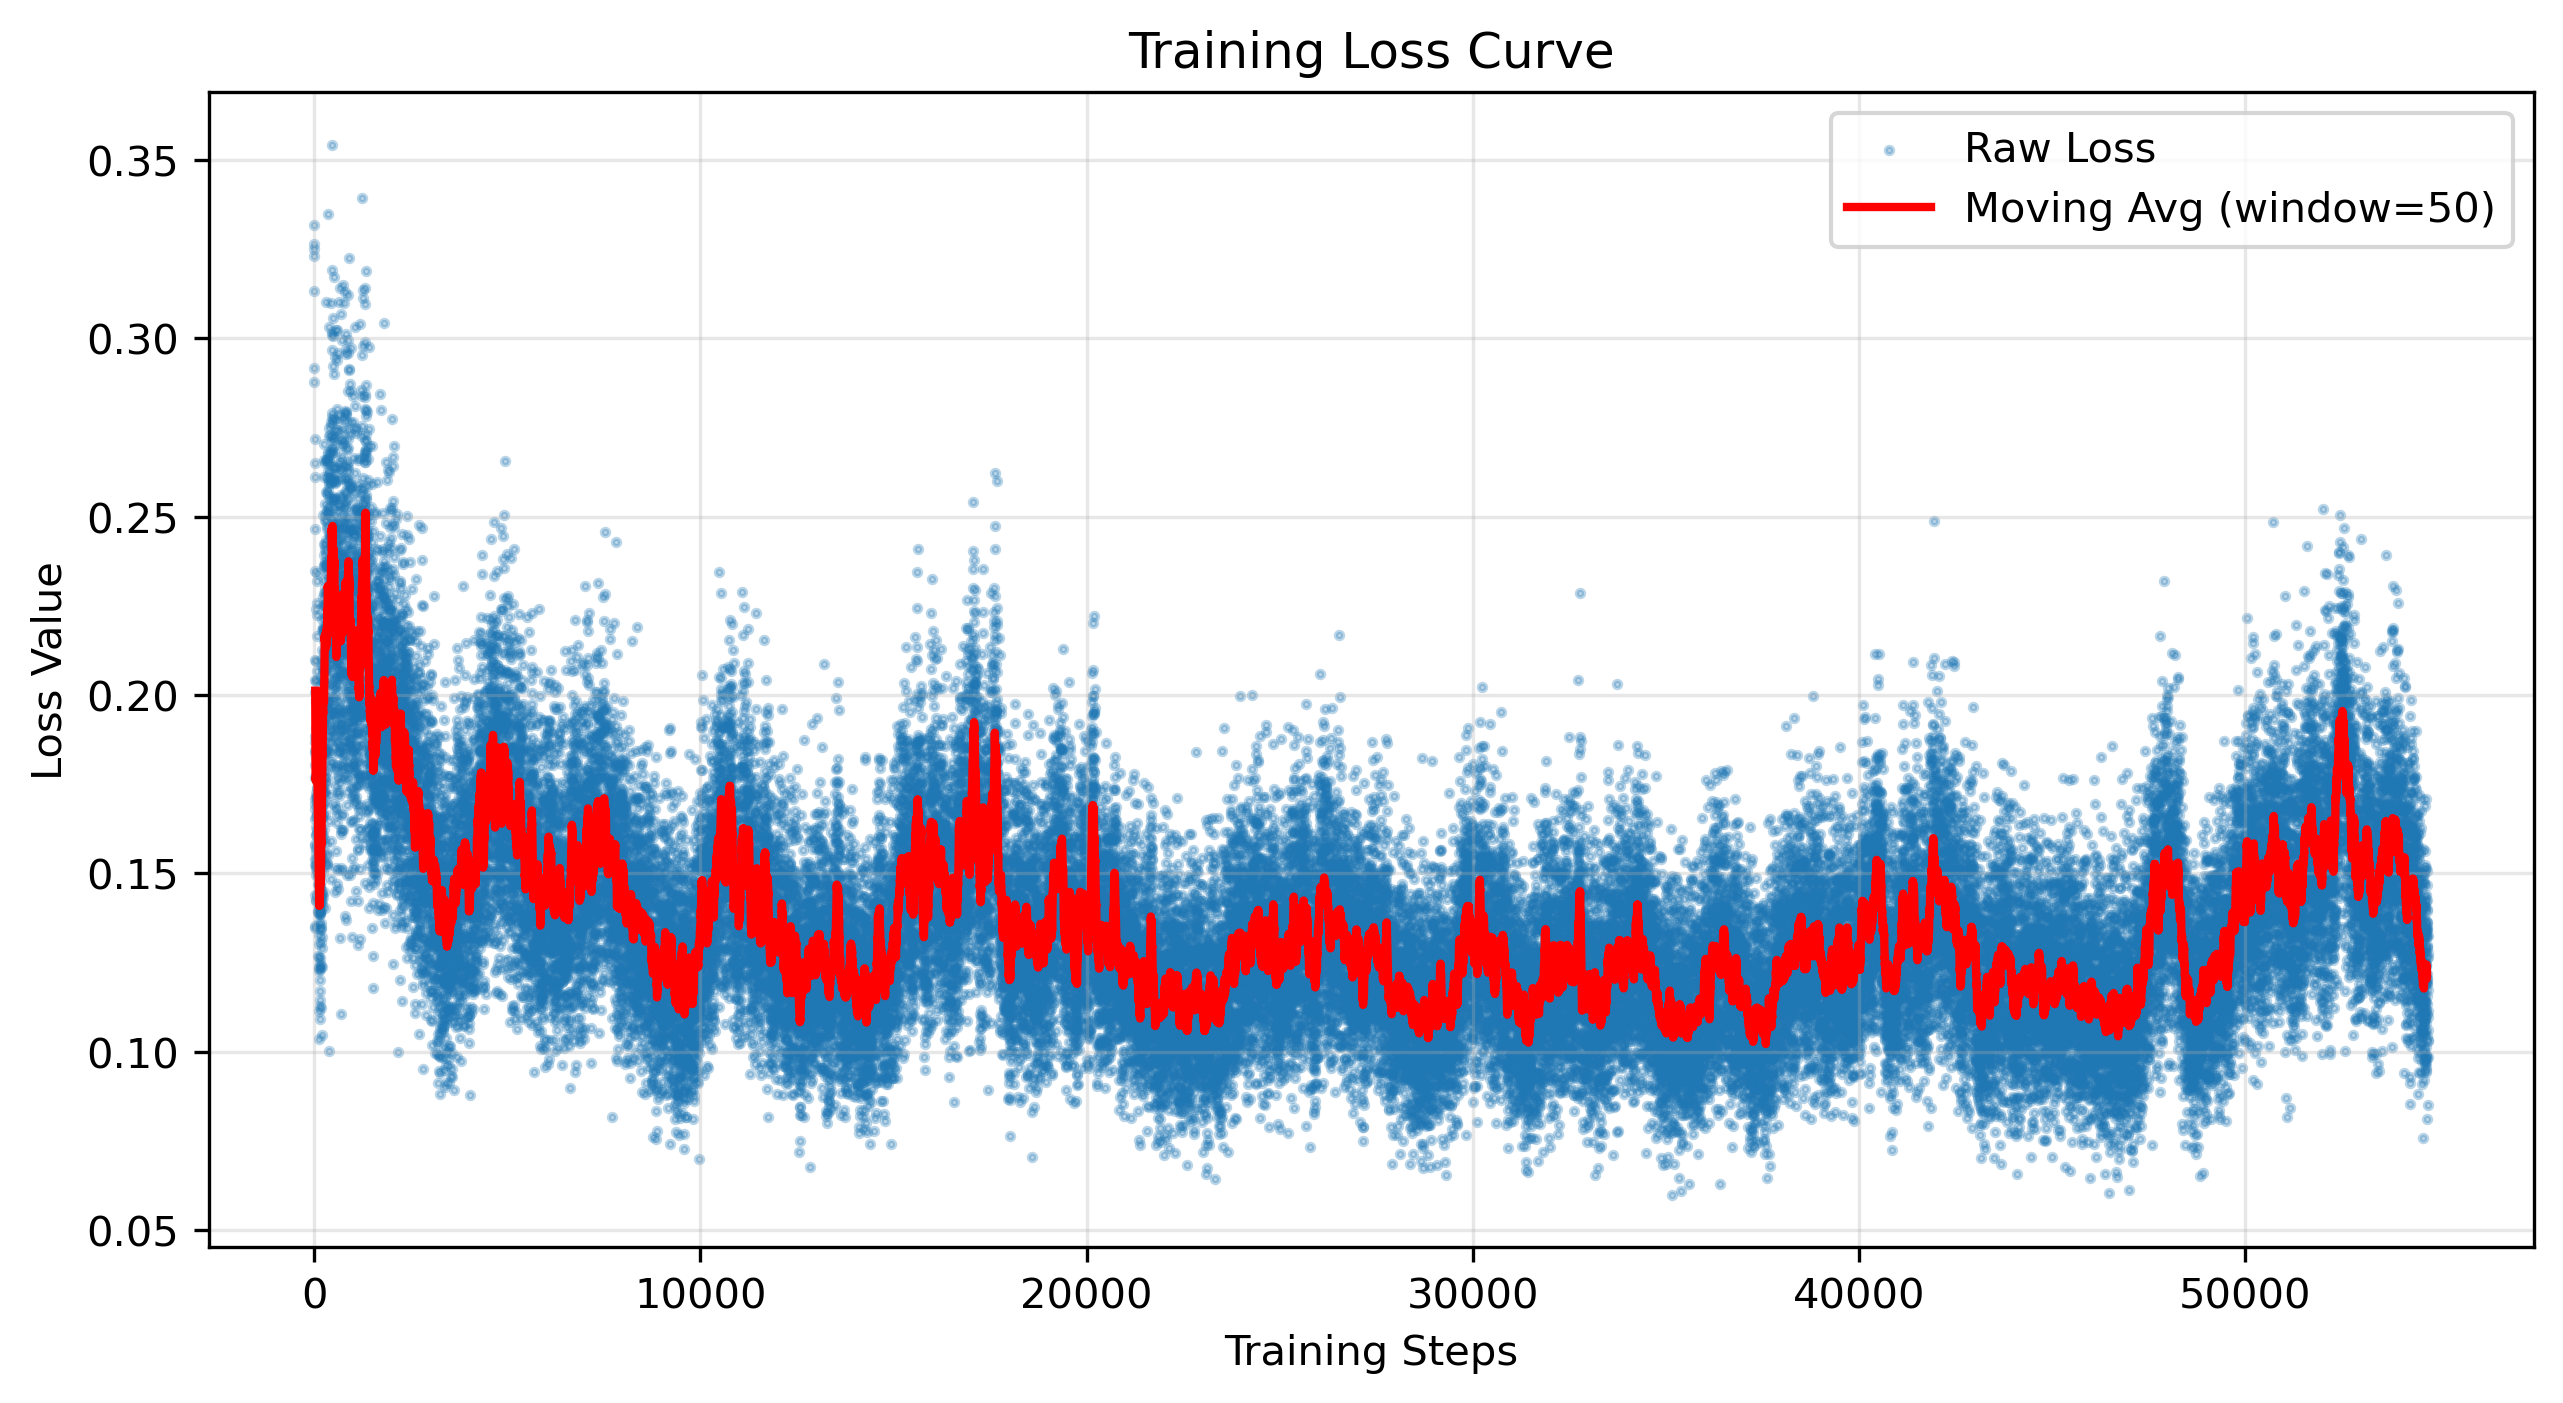 Training Loss Curve
Raw Loss
Moving Avg (window=50)
Loss Value
0.35
0.30
0.25
0.20
0.15
0.10
0.05
0 10000 20000 30000 40000 50000
Training Steps